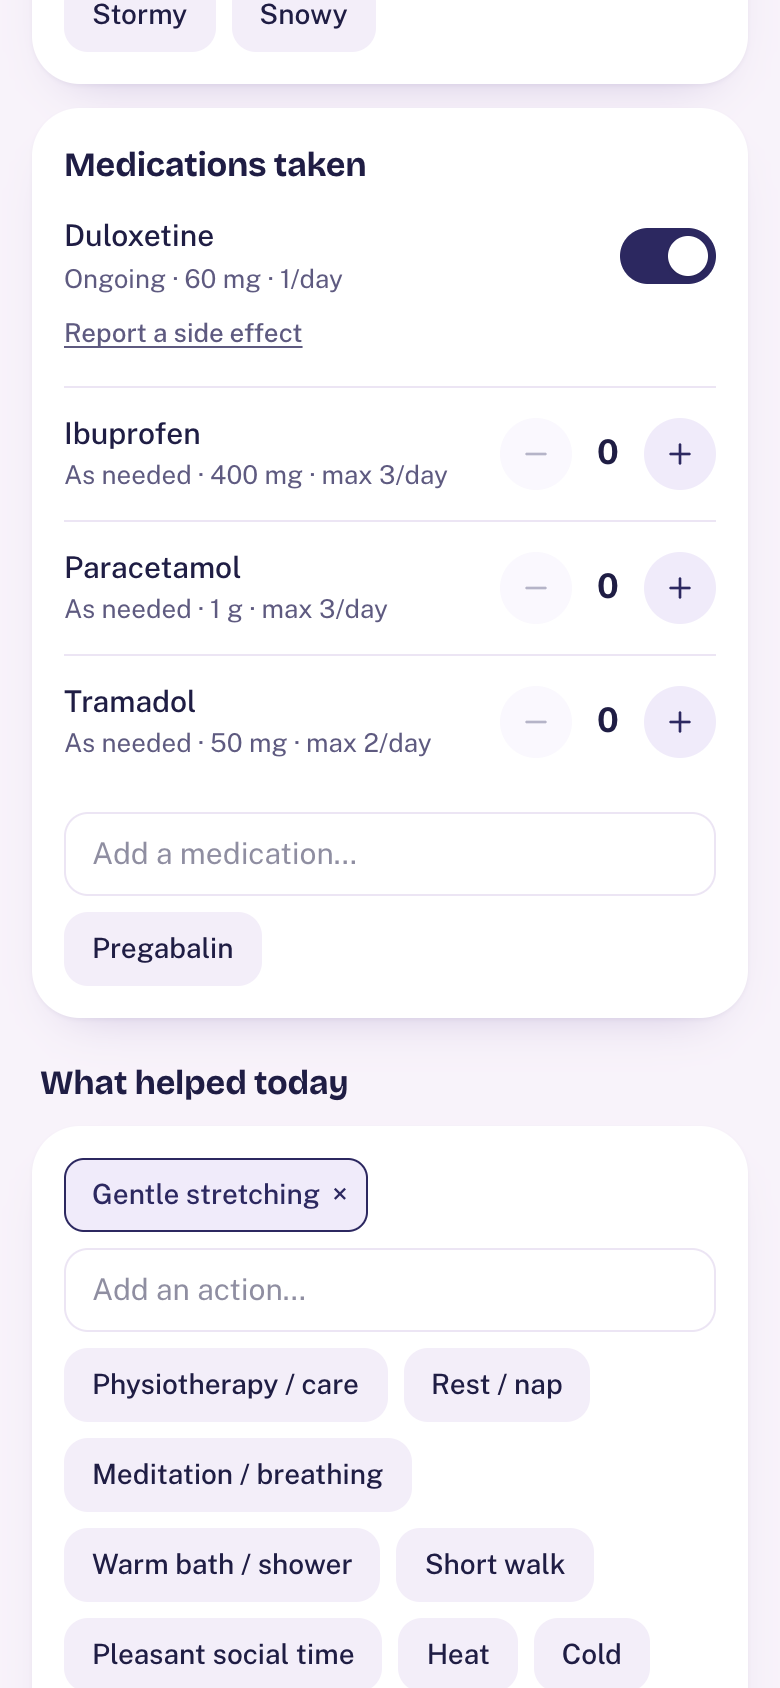 Stormy Snowy
Medications taken
Duloxetine
Ongoing · 60 mg · 1/day
Report a side effect
Ibuprofen
As needed · 400 mg · max 3/day
− 0 +
Paracetamol
As needed · 1 g · max 3/day
− 0 +
Tramadol
As needed · 50 mg · max 2/day
− 0 +
Add a medication...
Pregabalin
What helped today
Gentle stretching ×
Add an action...
Physiotherapy / care Rest / nap
Meditation / breathing
Warm bath / shower Short walk
Pleasant social time Heat Cold